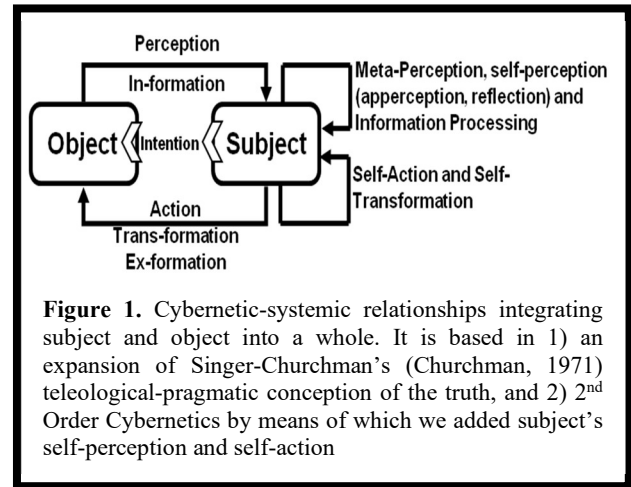 Perception
In-formation
Meta-Perception, self-perception
(apperception, reflection) and
Information Processing
Object
Intention
Subject
Self-Action and Self-
Transformation
Action
Trans-formation
Ex-formation
Figure 1. Cybernetic-systemic relationships integrating
subject and object into a whole. It is based in 1) an
expansion of Singer-Churchman’s (Churchman, 1971)
teleological-pragmatic conception of the truth, and 2) 2nd
Order Cybernetics by means of which we added subject’s
self-perception and self-action